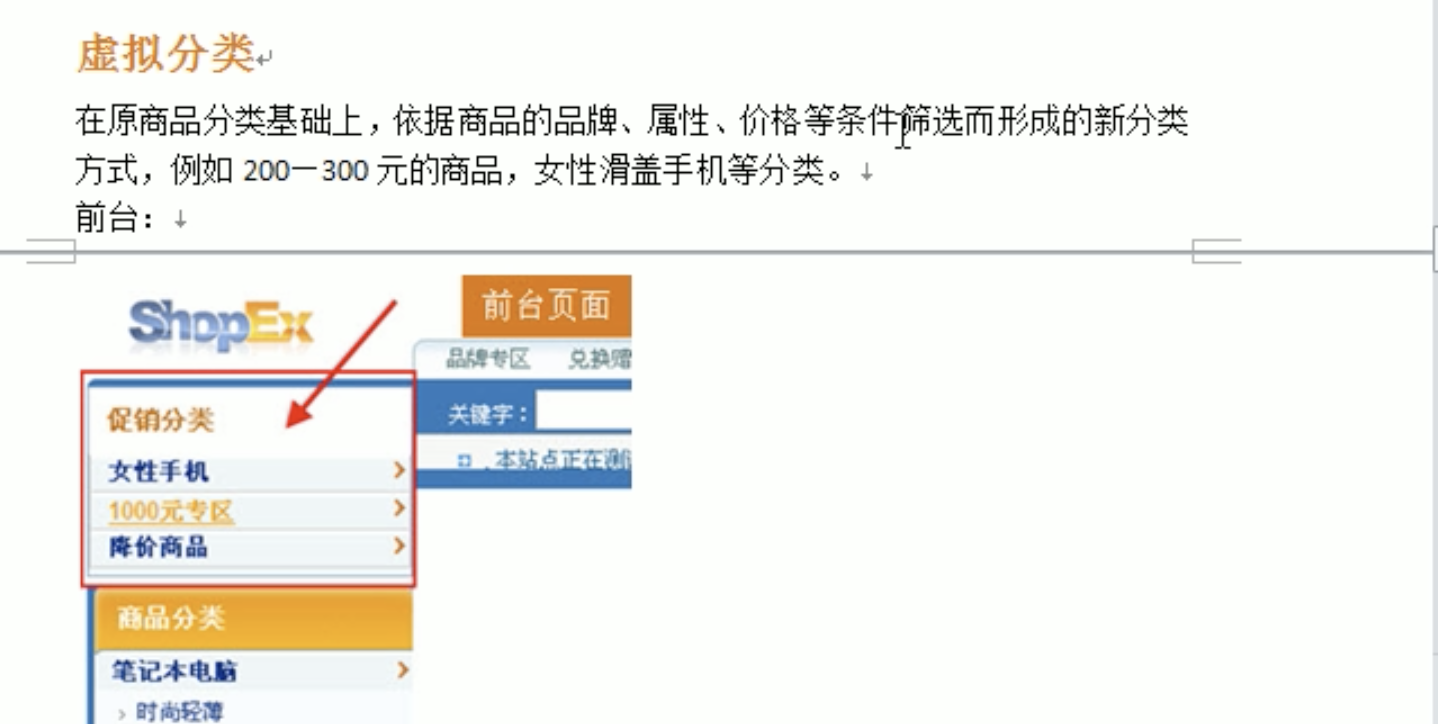 虚拟分类
在原商品分类基础上，依据商品的品牌、属性、价格等条件筛选而形成的新分类
方式，例如 200—300 元的商品，女性滑盖手机等分类。
前台：
ShopEx
前台页面
品牌专区 兑换赠
促销分类
关键字：
女性手机
本站点正在测试
1000元专区
降价商品
商品分类
笔记本电脑
时尚轻薄